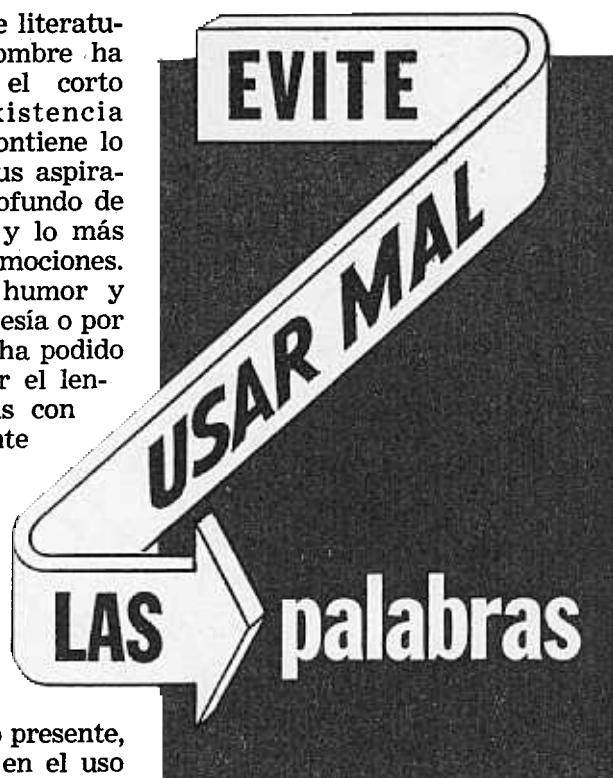 e literatu-
ombre ha
el corto
xistencia
ontiene lo
us aspira-
ofundo de
y lo más
mociones.
humor y
esía o por
ha podido
r el len-
s con
te
presente,
en el uso
EVITE
USAR MAL
LAS palabras